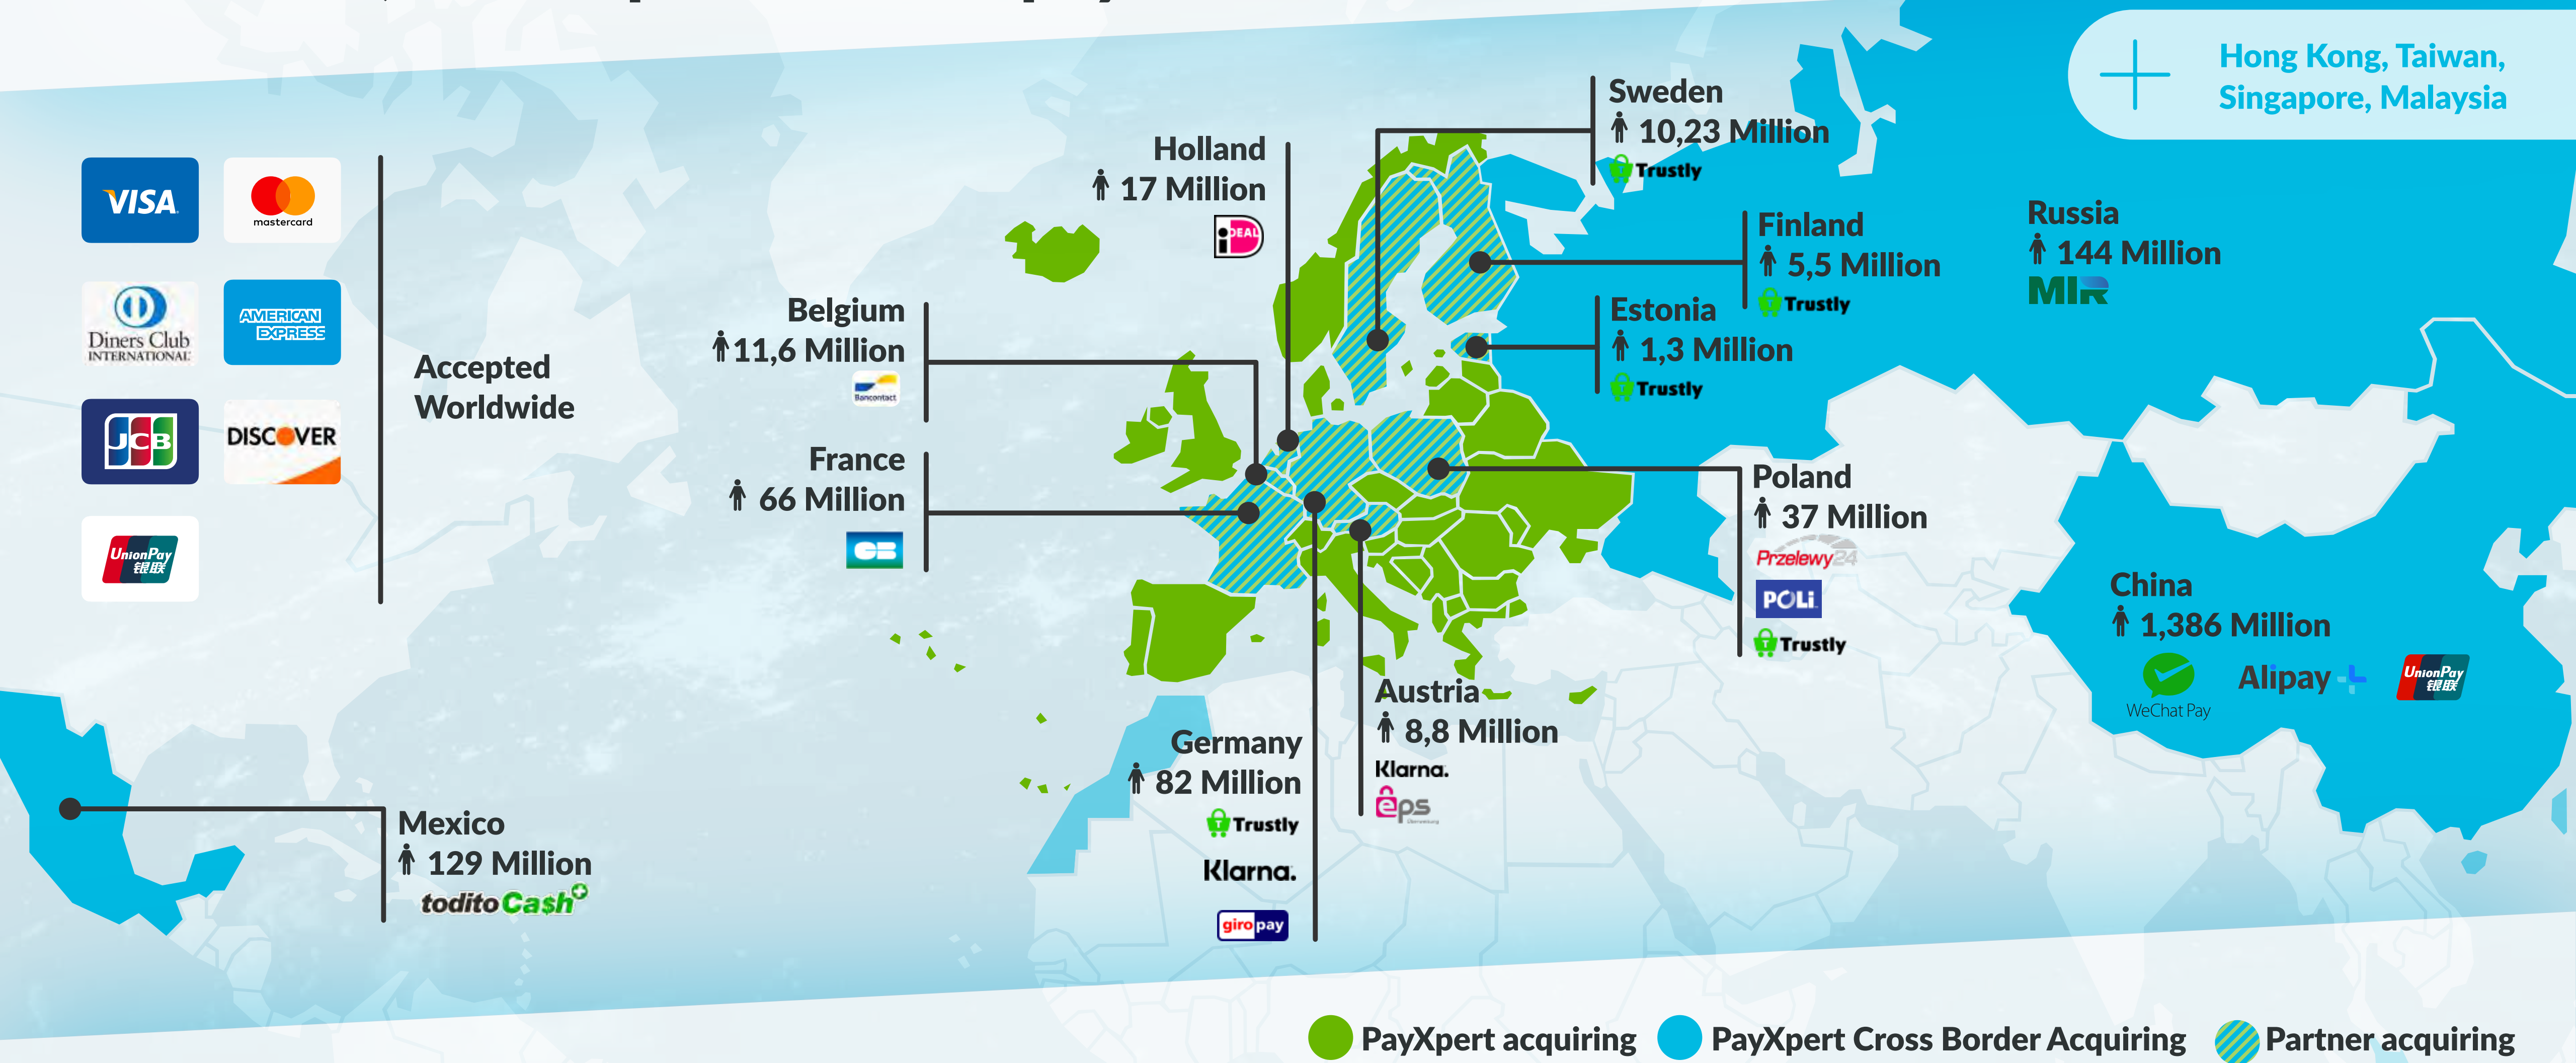 VISA
mastercard
Diners Club
INTERNATIONAL
AMERICAN
EXPRESS
JCB
DISCOVER
UnionPay
银联
Accepted
Worldwide
Mexico
129 Million
todito Ca$h
Belgium
11,6 Million
Bancontact
France
66 Million
CB
Holland
17 Million
iDEAL
Sweden
10,23 Million
Trustly
Finland
5,5 Million
Trustly
Estonia
1,3 Million
Trustly
Poland
37 Million
Przelewy24
POLi
Trustly
Austria
8,8 Million
Klarna.
eps
Germany
82 Million
Trustly
Klarna.
giropay
Russia
144 Million
MIR
China
1,386 Million
WeChat Pay
Alipay
UnionPay
银联
Hong Kong, Taiwan,
Singapore, Malaysia
PayXpert acquiring
PayXpert Cross Border Acquiring
Partner acquiring